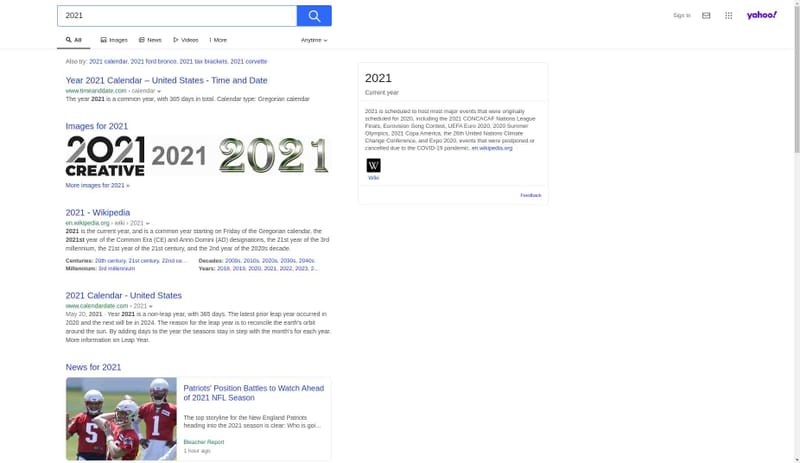 2021
Sign in
yahoo!
All
Images
News
Videos
More
Anytime
Also try: 2021 calendar, 2021 ford bronco, 2021 tax brackets, 2021 corvette
Year 2021 Calendar – United States - Time and Date
www.timeanddate.com › calendar
The year 2021 is a common year, with 365 days in total. Calendar type: Gregorian calendar
Images for 2021
2021
CREATIVE
2021
2021
More images for 2021 »
2021 - Wikipedia
en.wikipedia.org › wiki › 2021
2021 is the current year, and is a common year starting on Friday of the Gregorian calendar, the
2021st year of the Common Era (CE) and Anno Domini (AD) designations, the 21st year of the 3rd
millennium, the 21st year of the 21st century, and the 2nd year of the 2020s decade.
Centuries: 20th century, 21st century, 22nd ce...
Decades: 2000s, 2010s, 2020s, 2030s, 2040s.
Millennium: 3rd millennium
Years: 2018, 2019, 2020, 2021, 2022, 2023, 2...
2021 Calendar - United States
www.calendardate.com › 2021
May 20, 2021 · Year 2021 is a non-leap year, with 365 days. The latest prior leap year occurred in
2020 and the next will be in 2024. The reason for the leap year is to reconcile the earth's orbit
around the sun. By adding days to the year the seasons stay in step with the month's for each year.
More information on Leap Year.
News for 2021
Patriots' Position Battles to Watch Ahead
of 2021 NFL Season
The top storyline for the New England Patriots
heading into the 2021 season is clear: Who is goi...
Bleacher Report
1 hour ago
5
1
2021
Current year
2021 is scheduled to host most major events that were originally
scheduled for 2020, including the 2021 CONCACAF Nations League
Finals, Eurovision Song Contest, UEFA Euro 2020, 2020 Summer
Olympics, 2021 Copa America, the 26th United Nations Climate
Change Conference, and Expo 2020, events that were postponed or
cancelled due to the COVID-19 pandemic. en.wikipedia.org
W
Wiki
Feedback